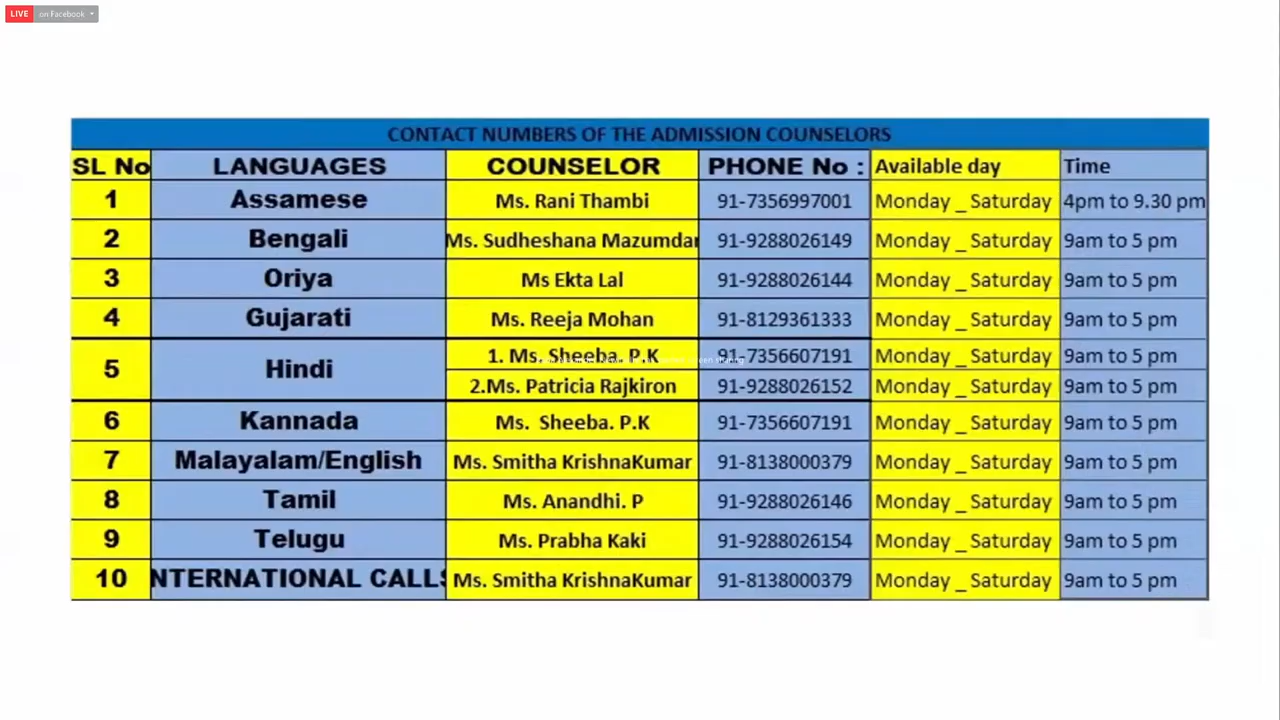 LIVE on Facebook
CONTACT NUMBERS OF THE ADMISSION COUNSELORS
SL No LANGUAGES COUNSELOR PHONE No : Available day Time
1 Assamese Ms. Rani Thambi 91-7356997001 Monday _ Saturday 4pm to 9.30 pm
2 Bengali Ms. Sudheshana Mazumdar 91-9288026149 Monday _ Saturday 9am to 5 pm
3 Oriya Ms Ekta Lal 91-9288026144 Monday _ Saturday 9am to 5 pm
4 Gujarati Ms. Reeja Mohan 91-8129361333 Monday _ Saturday 9am to 5 pm
5 Hindi 1. Ms. Sheeba. P.K 91-7356607191 Monday _ Saturday 9am to 5 pm
2.Ms. Patricia Rajkiron 91-9288026152 Monday _ Saturday 9am to 5 pm
6 Kannada Ms. Sheeba. P.K 91-7356607191 Monday _ Saturday 9am to 5 pm
7 Malayalam/English Ms. Smitha KrishnaKumar 91-8138000379 Monday _ Saturday 9am to 5 pm
8 Tamil Ms. Anandhi. P 91-9288026146 Monday _ Saturday 9am to 5 pm
9 Telugu Ms. Prabha Kaki 91-9288026154 Monday _ Saturday 9am to 5 pm
10 NTERNATIONAL CALLS Ms. Smitha KrishnaKumar 91-8138000379 Monday _ Saturday 9am to 5 pm